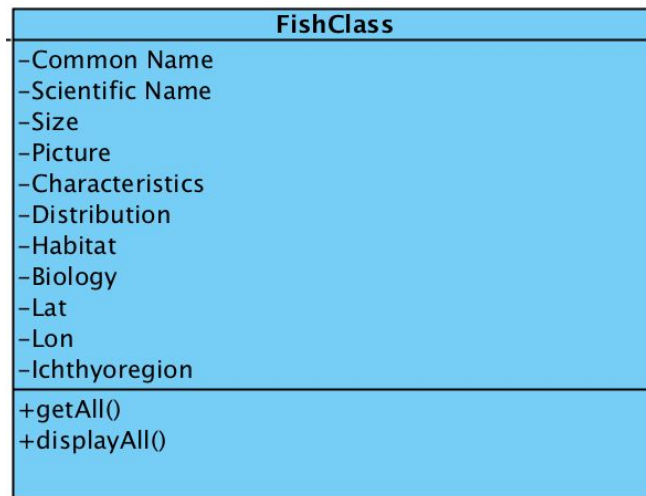 FishClass
-Common Name
-Scientific Name
-Size
-Picture
-Characteristics
-Distribution
-Habitat
-Biology
-Lat
-Lon
-Ichthyoregion
+getAll()
+displayAll()